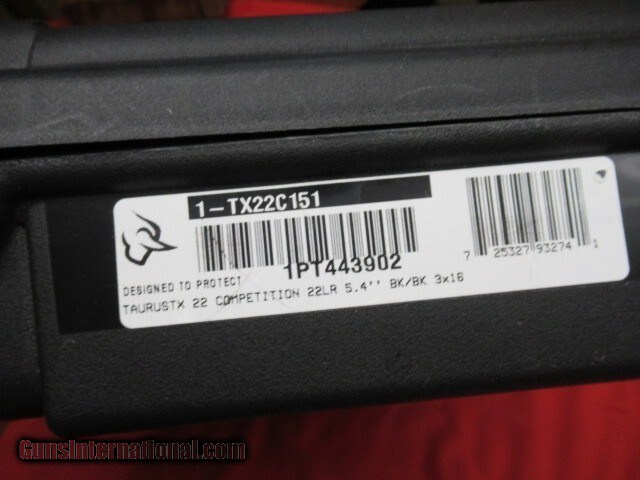 1-TX22C151
1PT443902
7 25327 93274 1
DESIGNED TO PROTECT
TAURUSTX 22 COMPETITION 22LR 5.4'' BK/BK 3x16
GunsInternational.com